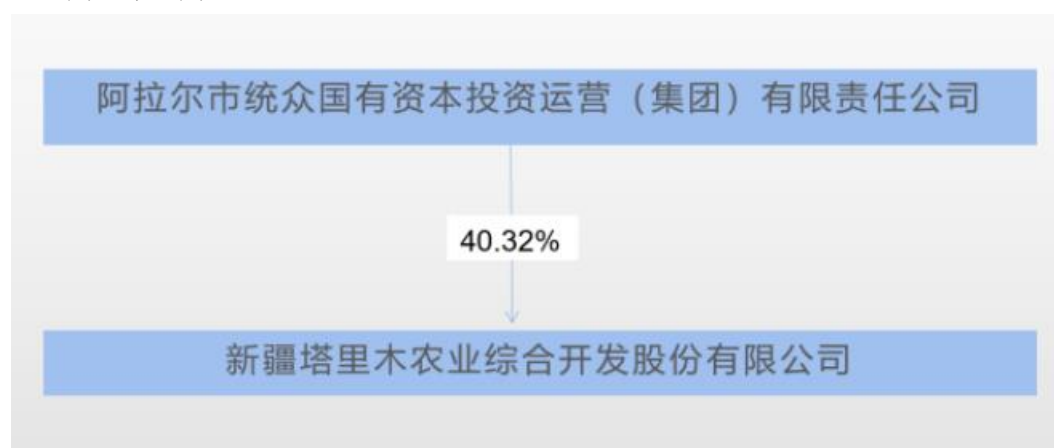 阿拉尔市统众国有资本投资运营（集团）有限责任公司
40.32%
新疆塔里木农业综合开发股份有限公司